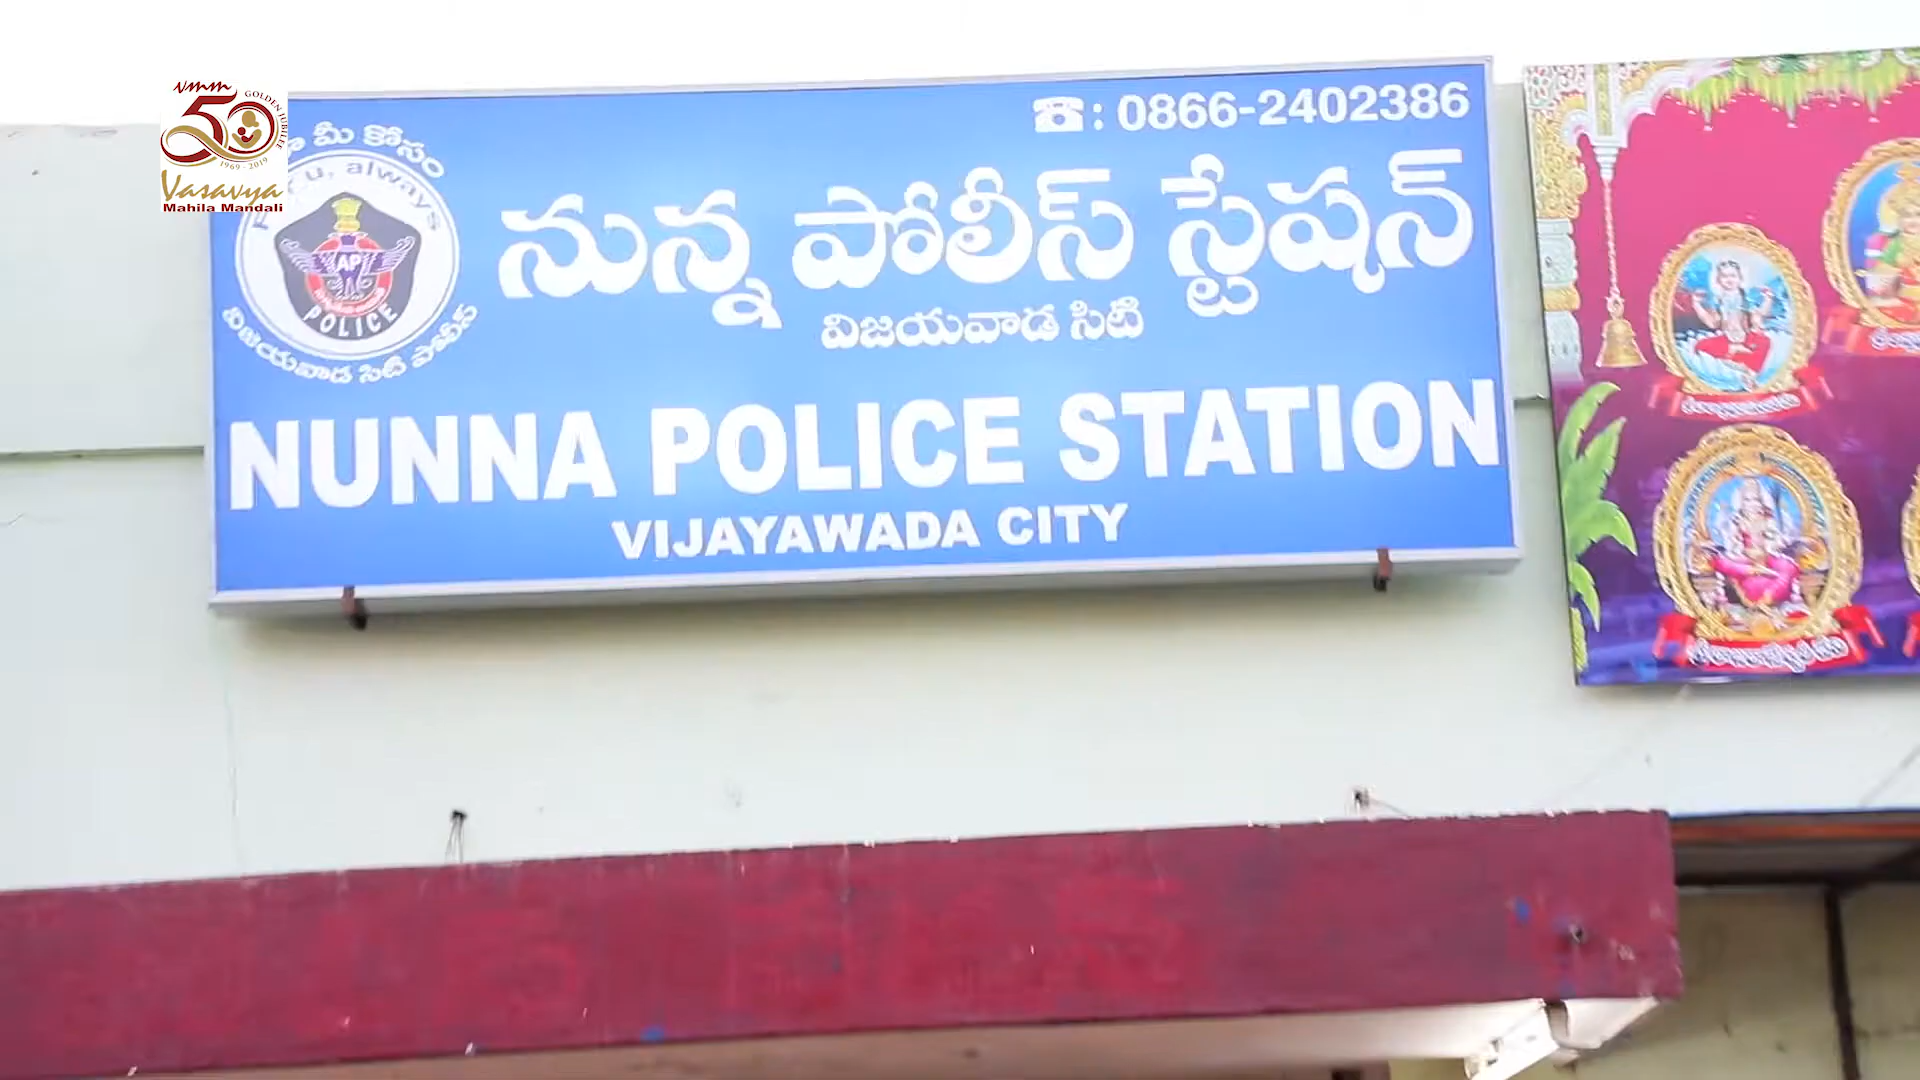 vmm
50
GOLDEN JUBILEE
1969 - 2019
Vasavya
Mahila Mandali
☎: 0866-2402386
మీ కోసం
u, always
AP
POLICE
విజయవాడ సిటీ పోలీస్
నున్న పోలీస్ స్టేషన్
విజయవాడ సిటి
NUNNA POLICE STATION
VIJAYAWADA CITY